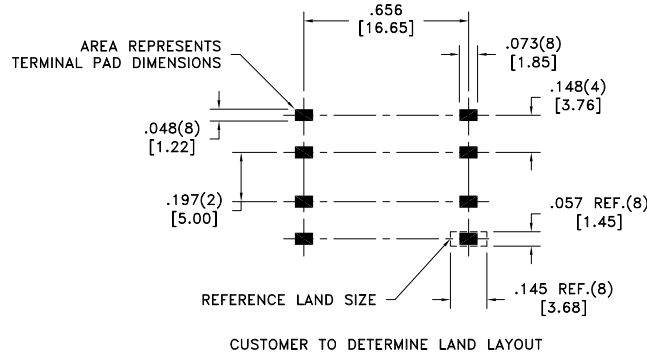 .656
[16.65]
AREA REPRESENTS
TERMINAL PAD DIMENSIONS
.073(8)
[1.85]
.148(4)
[3.76]
.048(8)
[1.22]
.197(2)
[5.00]
.057 REF.(8)
[1.45]
REFERENCE LAND SIZE
.145 REF.(8)
[3.68]
CUSTOMER TO DETERMINE LAND LAYOUT